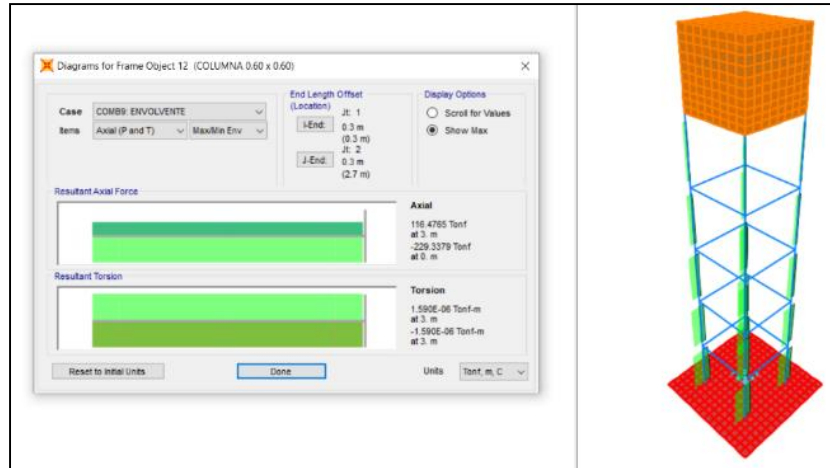 Diagrams for Frame Object 12 (COLUMNA 0.60 x 0.60)
End Length Offset
(Location)
Display Options
Case COMB9: ENVOLVENTE
Items Axial (P and T) Max/Min Env
I-End: Jt: 1
0.3 m
(0.3 m)
J-End: Jt: 2
0.3 m
(2.7 m)
Scroll for Values
Show Max
Resultant Axial Force
Axial
116.4765 Tonf
at 3. m
-229.3379 Tonf
at 0. m
Resultant Torsion
Torsion
1.590E-06 Tonf-m
at 3. m
-1.590E-06 Tonf-m
at 3. m
Reset to Initial Units
Done
Units Tonf, m, C